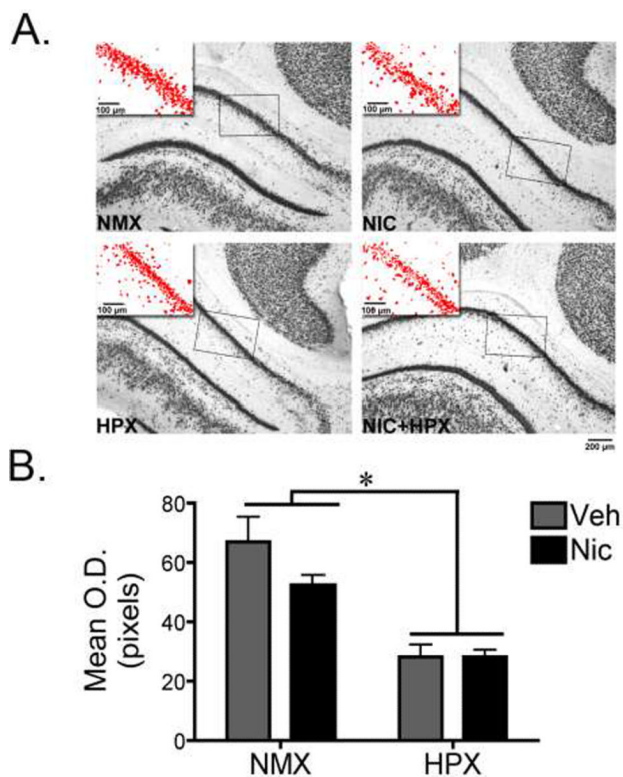 A.
100 µm
NMX
100 µm
NIC
100 µm
HPX
100 µm
NIC+HPX
200 µm
B.
*
80
60
40
20
0
Mean O.D.
(pixels)
Veh
Nic
NMX
HPX